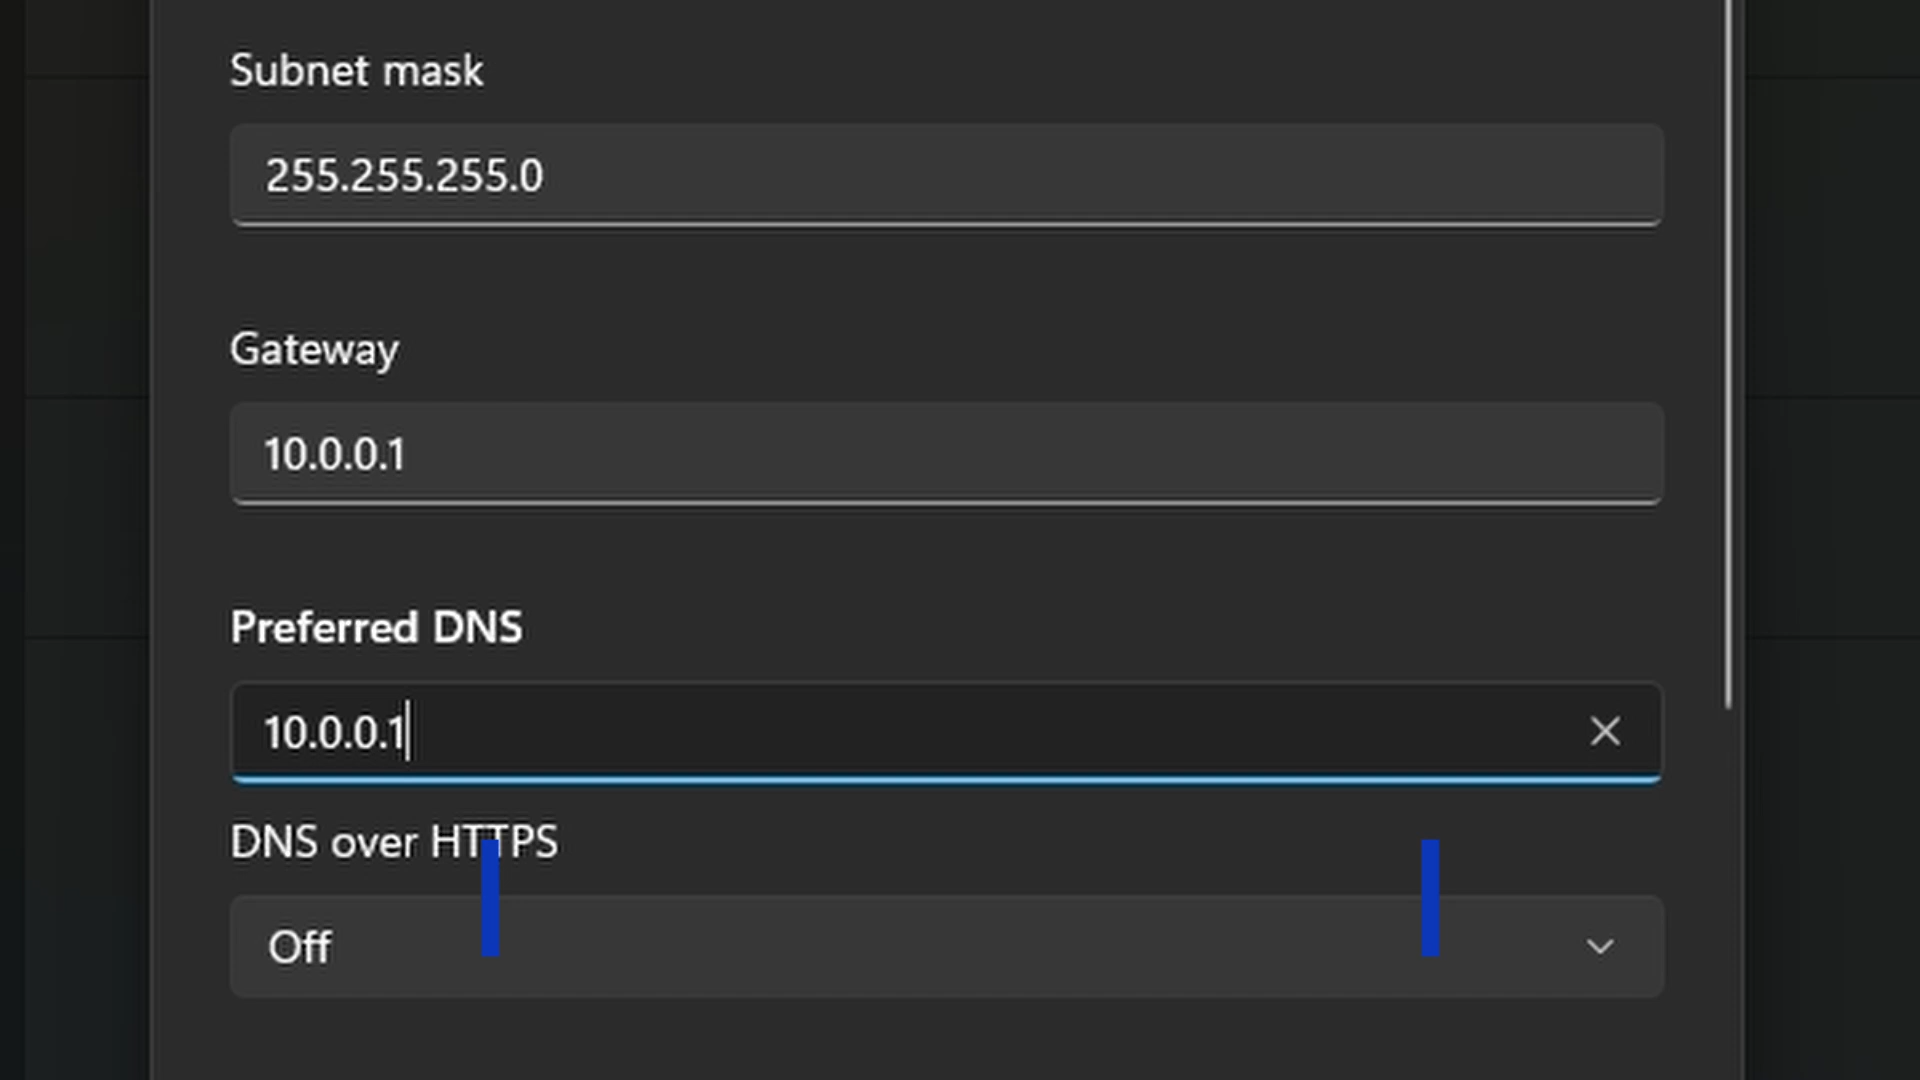 Subnet mask
255.255.255.0
Gateway
10.0.0.1
Preferred DNS
10.0.0.1
DNS over HTTPS
Off